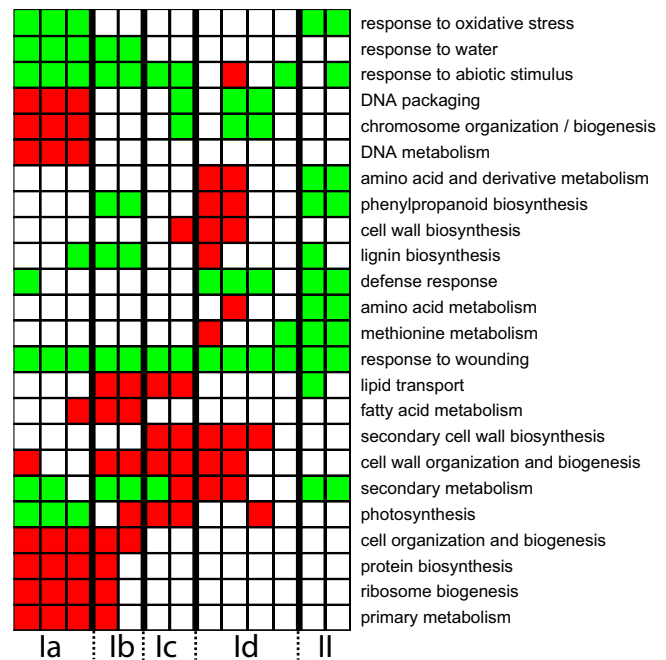 response to oxidative stress
response to water
response to abiotic stimulus
DNA packaging
chromosome organization / biogenesis
DNA metabolism
amino acid and derivative metabolism
phenylpropanoid biosynthesis
cell wall biosynthesis
lignin biosynthesis
defense response
amino acid metabolism
methionine metabolism
response to wounding
lipid transport
fatty acid metabolism
secondary cell wall biosynthesis
cell wall organization and biogenesis
secondary metabolism
photosynthesis
cell organization and biogenesis
protein biosynthesis
ribosome biogenesis
primary metabolism
Ia Ib Ic Id II